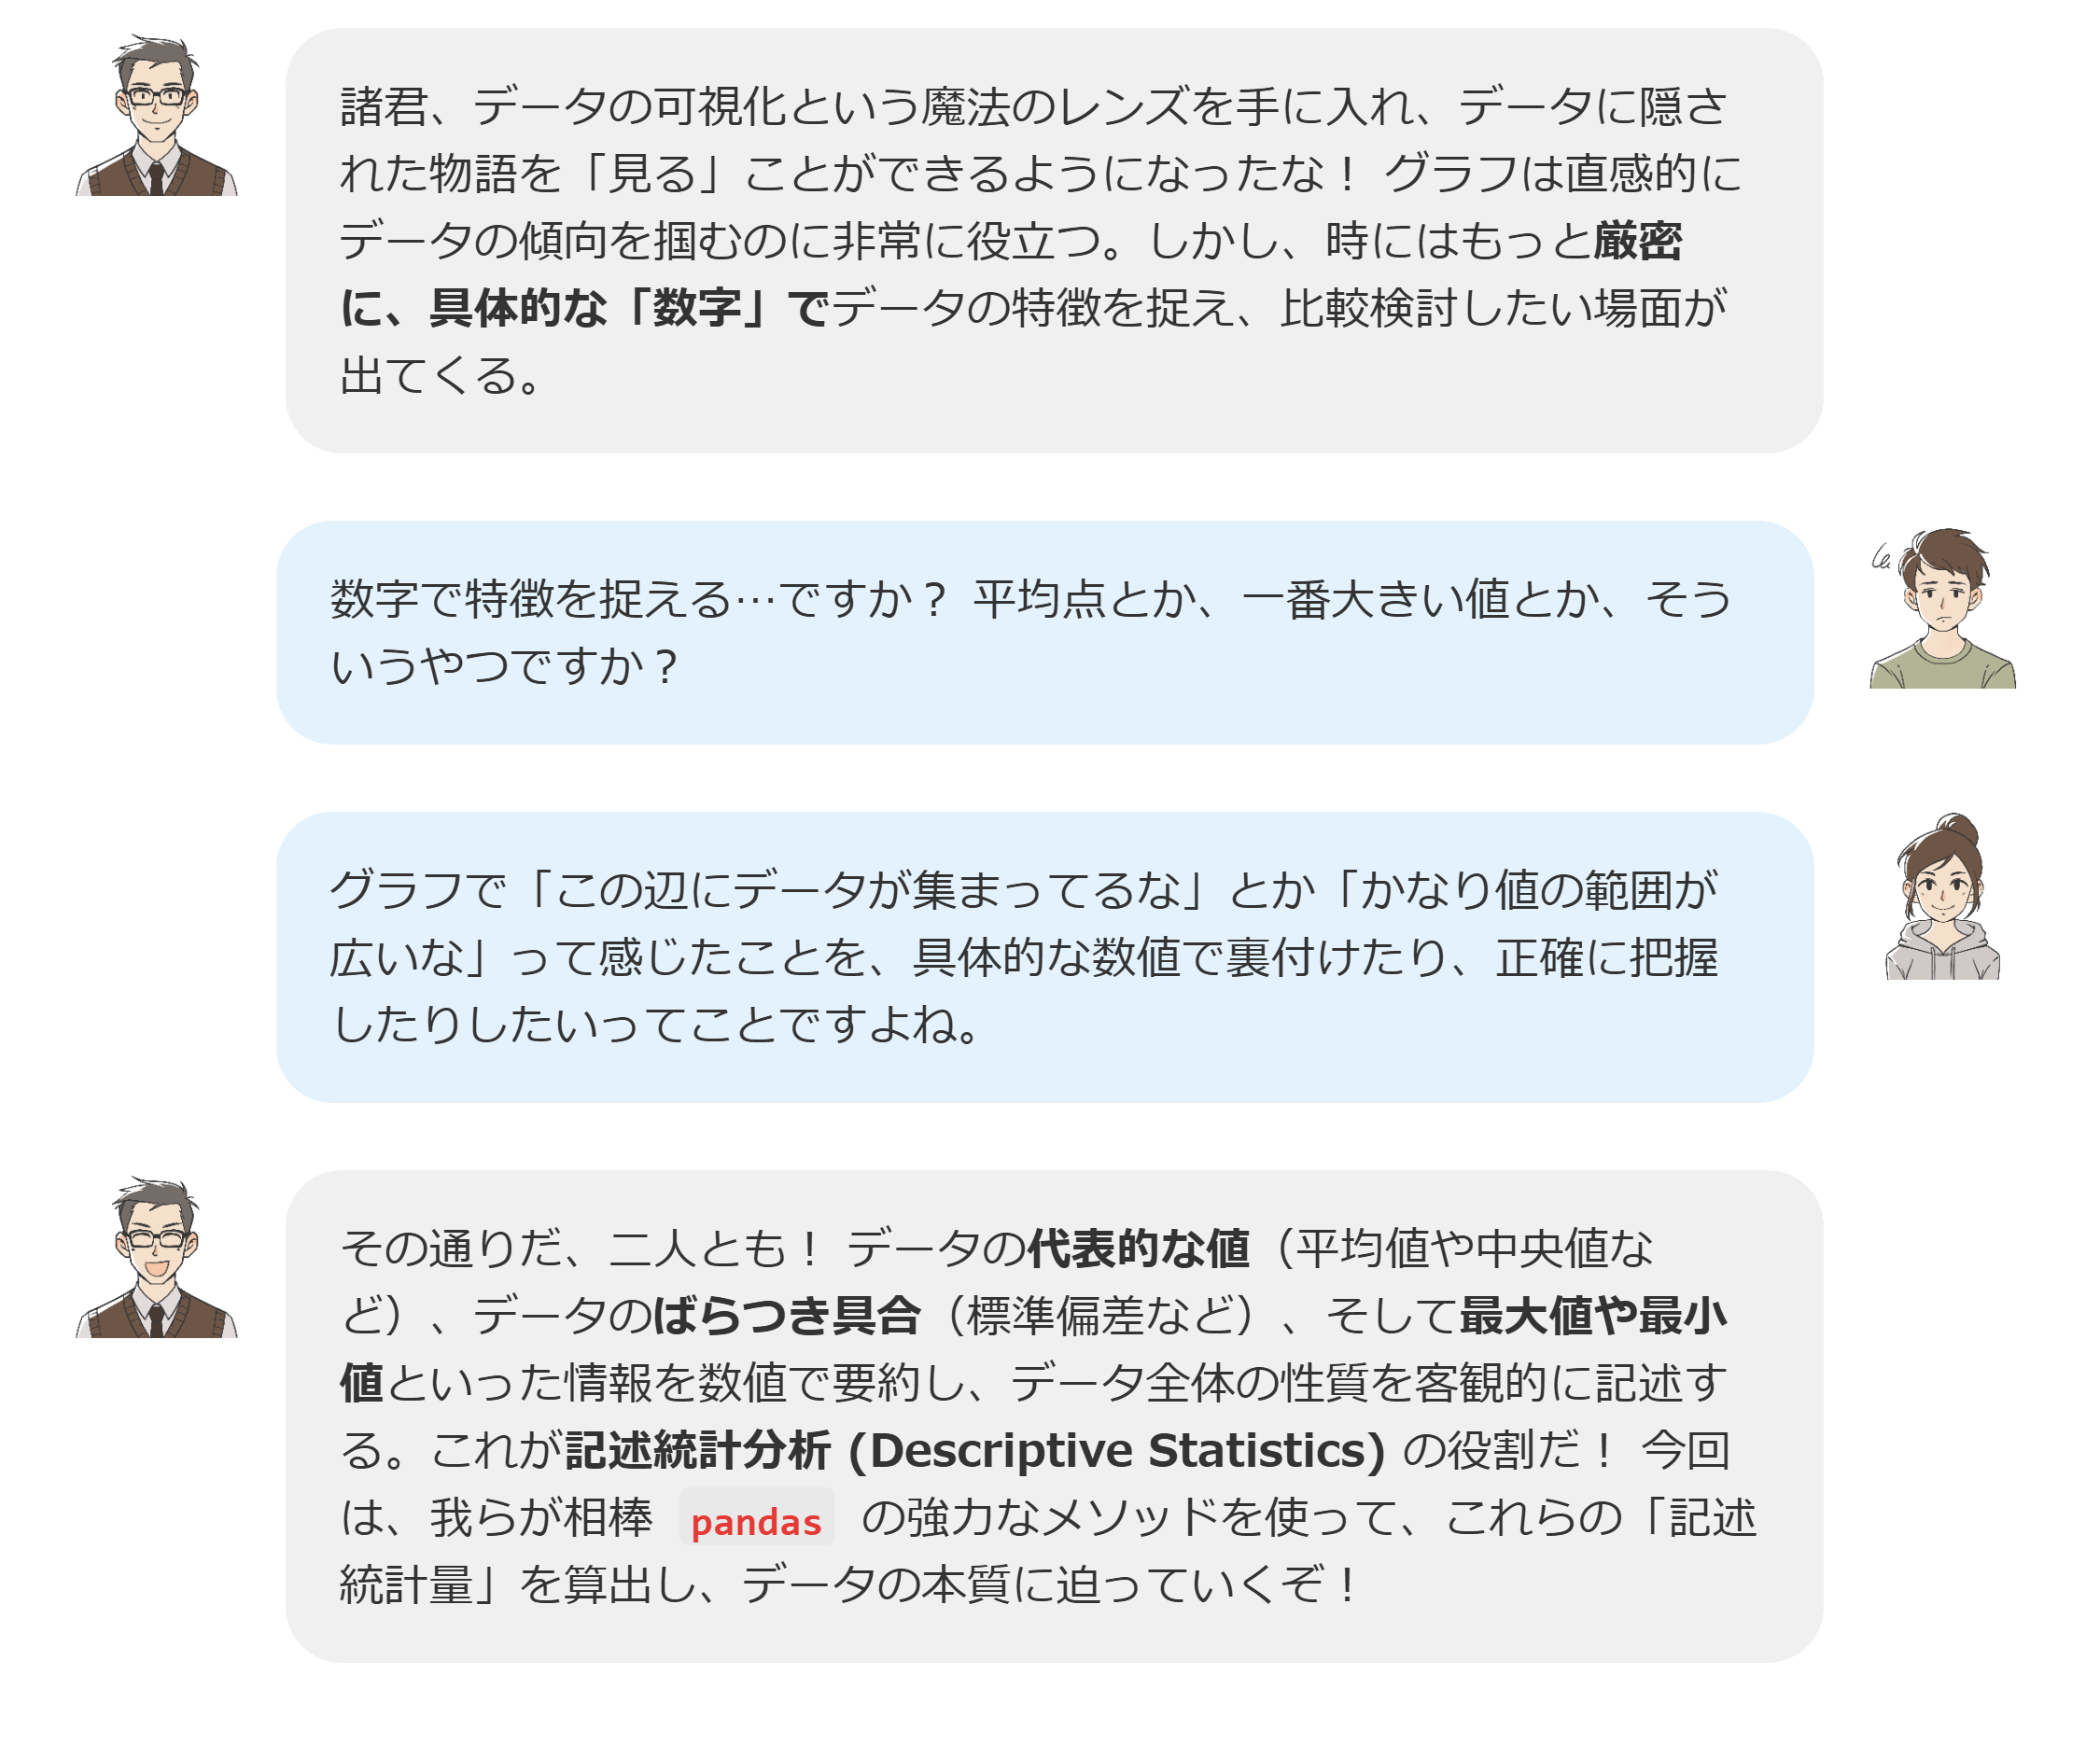 諸君、データの可視化という魔法のレンズを手に入れ、データに隠さ
れた物語を「見る」ことができるようになったな！ グラフは直感的に
データの傾向を掴むのに非常に役立つ。しかし、時にはもっと厳密
に、具体的な「数字」でデータの特徴を捉え、比較検討したい場面が
出てくる。
数字で特徴を捉える…ですか？ 平均点とか、一番大きい値とか、そう
いうやつですか？
グラフで「この辺にデータが集まってるな」とか「かなり値の範囲が
広いな」って感じたことを、具体的な数値で裏付けたり、正確に把握
したりしたいってことですよね。
その通りだ、二人とも！ データの代表的な値（平均値や中央値な
ど）、データのばらつき具合（標準偏差など）、そして最大値や最小
値といった情報を数値で要約し、データ全体の性質を客観的に記述す
る。これが記述統計分析 (Descriptive Statistics) の役割だ！ 今回
は、我らが相棒 pandas の強力なメソッドを使って、これらの「記述
統計量」を算出し、データの本質に迫っていくぞ！